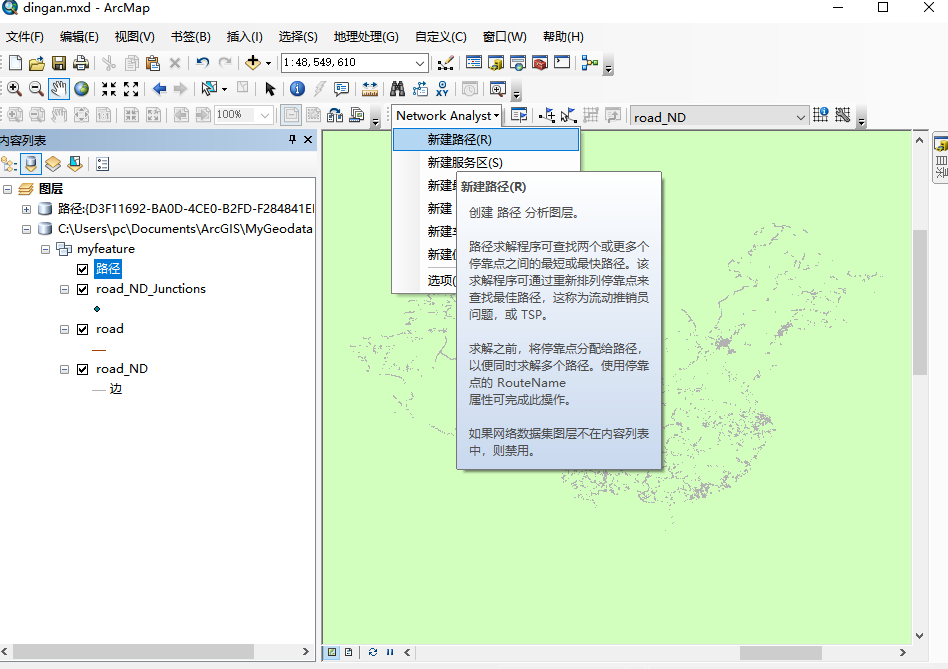 dingan.mxd - ArcMap
文件(F) 编辑(E) 视图(V) 书签(B) 插入(I) 选择(S) 地理处理(G) 自定义(C) 窗口(W) 帮助(H)
1:48,549,610
100%
Network Analyst
road_ND
内容列表
新建路径(R)
新建服务区(S)
新建
新建
新建
新建
选项(
新建路径(R)
创建 路径 分析图层。
路径求解程序可查找两个或更多个
停靠点之间的最短或最快路径。该
求解程序可通过重新排列停靠点来
查找最佳路径，这称为流动推销员
问题，或 TSP。
求解之前，将停靠点分配给路径，
以便同时求解多个路径。使用停靠
点的 RouteName
属性可完成此操作。
如果网络数据集图层不在内容列表
中，则禁用。
图层
路径:{D3F11692-BA0D-4CE0-B2FD-F284841E
C:\Users\pc\Documents\ArcGIS\MyGeodata
myfeature
路径
road_ND_Junctions
road
road_ND
边